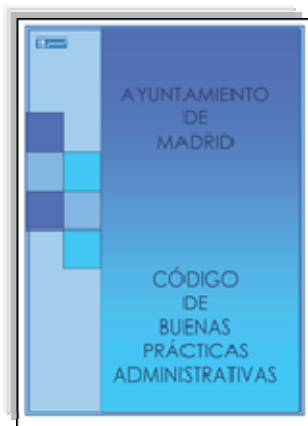 AYUNTAMIENTO
DE
MADRID
CÓDIGO
DE
BUENAS
PRÁCTICAS
ADMINISTRATIVAS